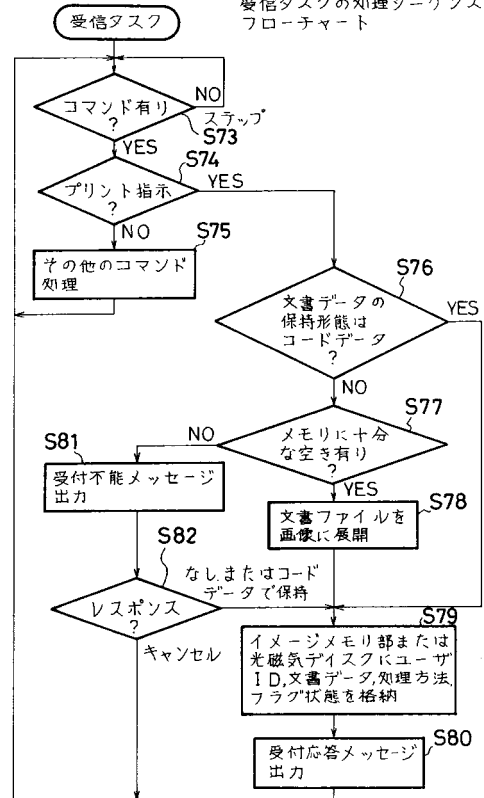 受信タスクの処理シーケンス
フローチャート
受信タスク
コマンド有り
?
NO
ステップ
S73
YES
S74
プリント指示
?
YES
NO
S75
その他のコマンド
処理
S76
文書データの
保持形態は
コードデータ
?
YES
NO
S77
メモリに十分
な空き有り
?
NO
YES
S81
受付不能メッセージ
出力
S78
文書ファイルを
画像に展開
S82
レスポンス
?
なし,またはコード
データで保持
キャンセル
S79
イメージメモリ部または
光磁気ディスクにユーザ
ID,文書データ,処理方法,
フラグ状態を格納
S80
受付応答メッセージ
出力